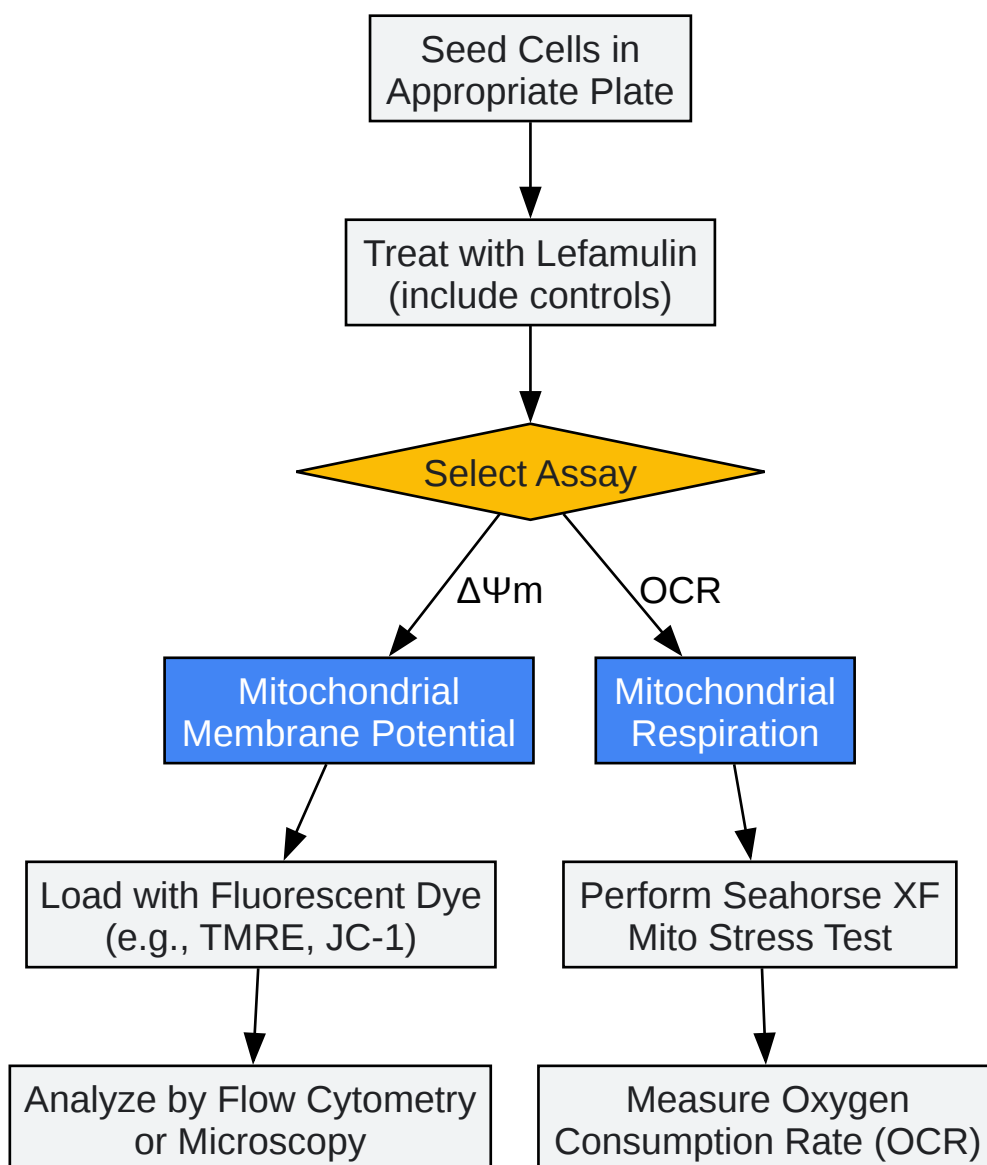 Seed Cells in
Appropriate Plate
Treat with Lefamulin
(include controls)
Select Assay
ΔΨm
OCR
Mitochondrial
Membrane Potential
Mitochondrial
Respiration
Load with Fluorescent Dye
(e.g., TMRE, JC-1)
Perform Seahorse XF
Mito Stress Test
Analyze by Flow Cytometry
or Microscopy
Measure Oxygen
Consumption Rate (OCR)